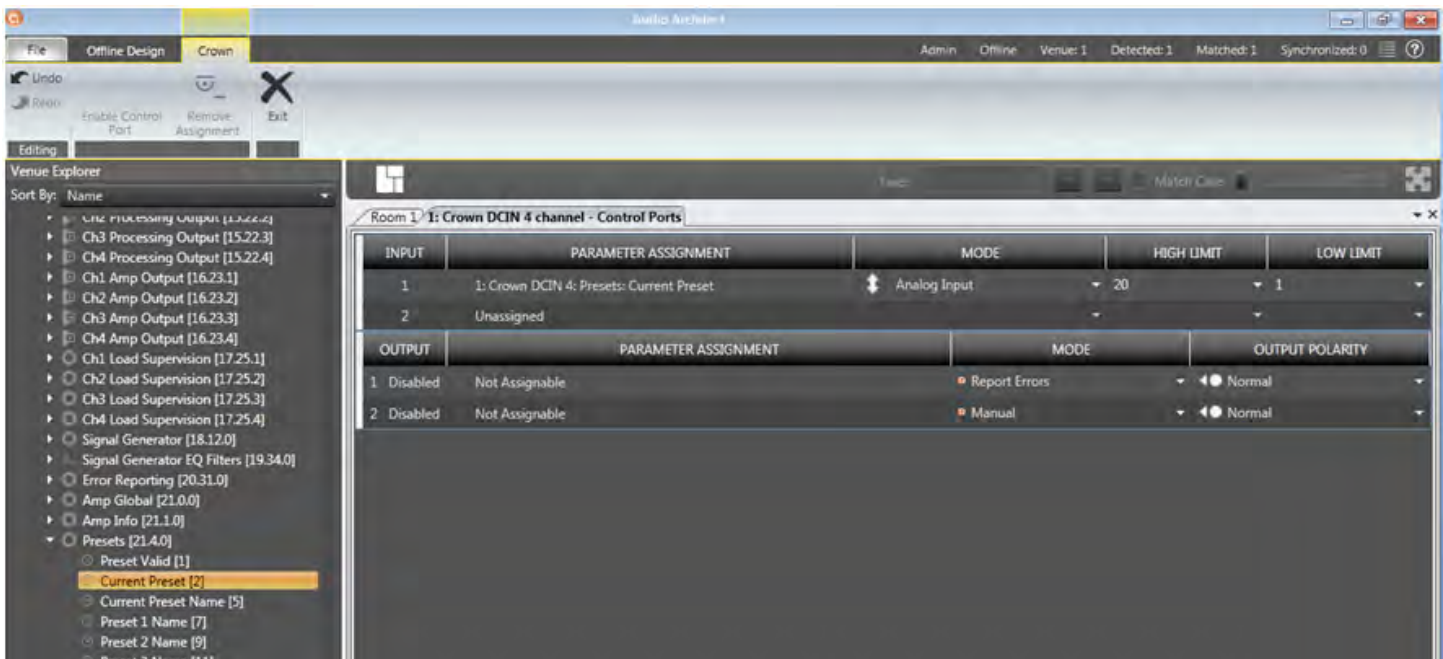 Audio Architect
File Offline Design Crown Admin Offline Venue: 1 Detected: 1 Matched: 1 Synchronized: 0 ?
Undo
Redo
Enable Control Port
Remove Assignment
Exit
Editing
Venue Explorer
Sort By: Name
Match Case
Room 1 1: Crown DCIN 4 channel - Control Ports
Ch2 Processing Output [15.22.2]
Ch3 Processing Output [15.22.3]
Ch4 Processing Output [15.22.4]
Ch1 Amp Output [16.23.1]
Ch2 Amp Output [16.23.2]
Ch3 Amp Output [16.23.3]
Ch4 Amp Output [16.23.4]
Ch1 Load Supervision [17.25.1]
Ch2 Load Supervision [17.25.2]
Ch3 Load Supervision [17.25.3]
Ch4 Load Supervision [17.25.4]
Signal Generator [18.12.0]
Signal Generator EQ Filters [19.34.0]
Error Reporting [20.31.0]
Amp Global [21.0.0]
Amp Info [21.1.0]
Presets [21.4.0]
Preset Valid [1]
Current Preset [2]
Current Preset Name [5]
Preset 1 Name [7]
Preset 2 Name [9]
INPUT PARAMETER ASSIGNMENT MODE HIGH LIMIT LOW LIMIT
1 1: Crown DCIN 4: Presets: Current Preset Analog Input 20 1
2 Unassigned
OUTPUT PARAMETER ASSIGNMENT MODE OUTPUT POLARITY
1 Disabled Not Assignable Report Errors Normal
2 Disabled Not Assignable Manual Normal